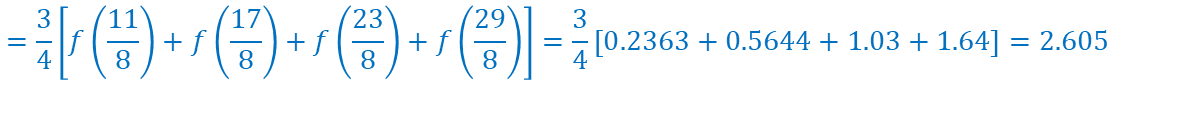 = 3/4 [f(11/8) + f(17/8) + f(23/8) + f(29/8)] = 3/4 [0.2363 + 0.5644 + 1.03 + 1.64] = 2.605